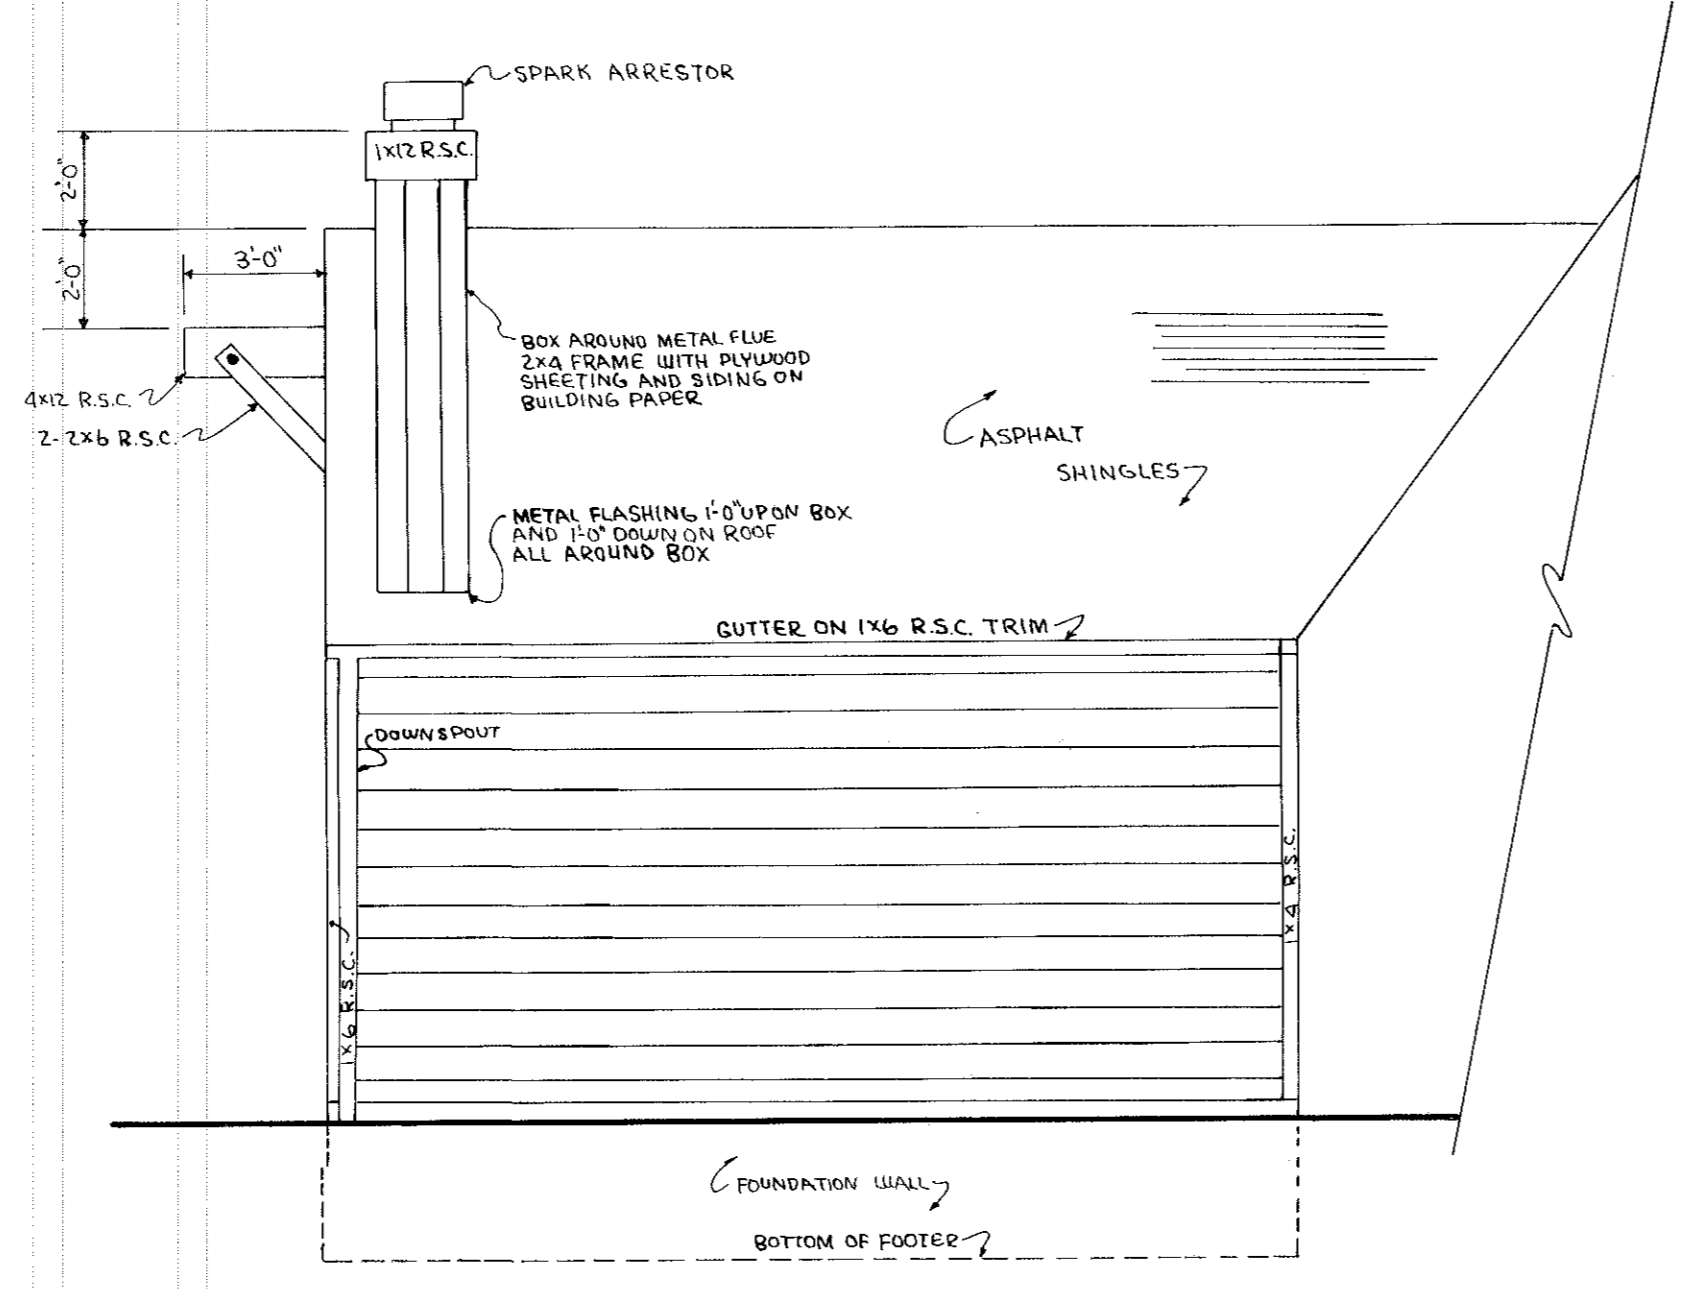 SPARK ARRESTOR
1X12 R.S.C.
2'-0"
2'-0"
3'-0"
BOX AROUND METAL FLUE
2X4 FRAME WITH PLYWOOD
SHEETING AND SIDING ON
BUILDING PAPER
4X12 R.S.C.
2-2X6 R.S.C.
ASPHALT
SHINGLES
METAL FLASHING 1'-0" UP ON BOX
AND 1'-0" DOWN ON ROOF
ALL AROUND BOX
GUTTER ON 1X6 R.S.C. TRIM
DOWNSPOUT
1X6 R.S.C.
1X4 R.S.C.
FOUNDATION WALL
BOTTOM OF FOOTER